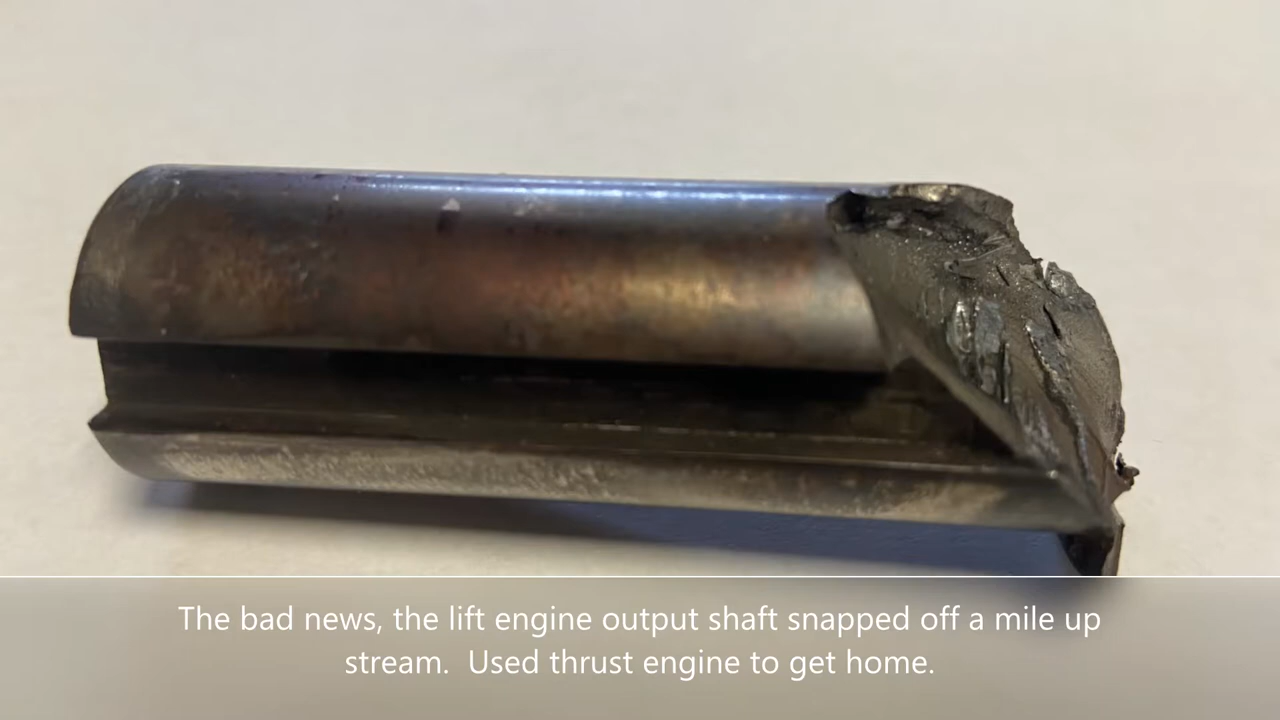 The bad news, the lift engine output shaft snapped off a mile up
stream.  Used thrust engine to get home.